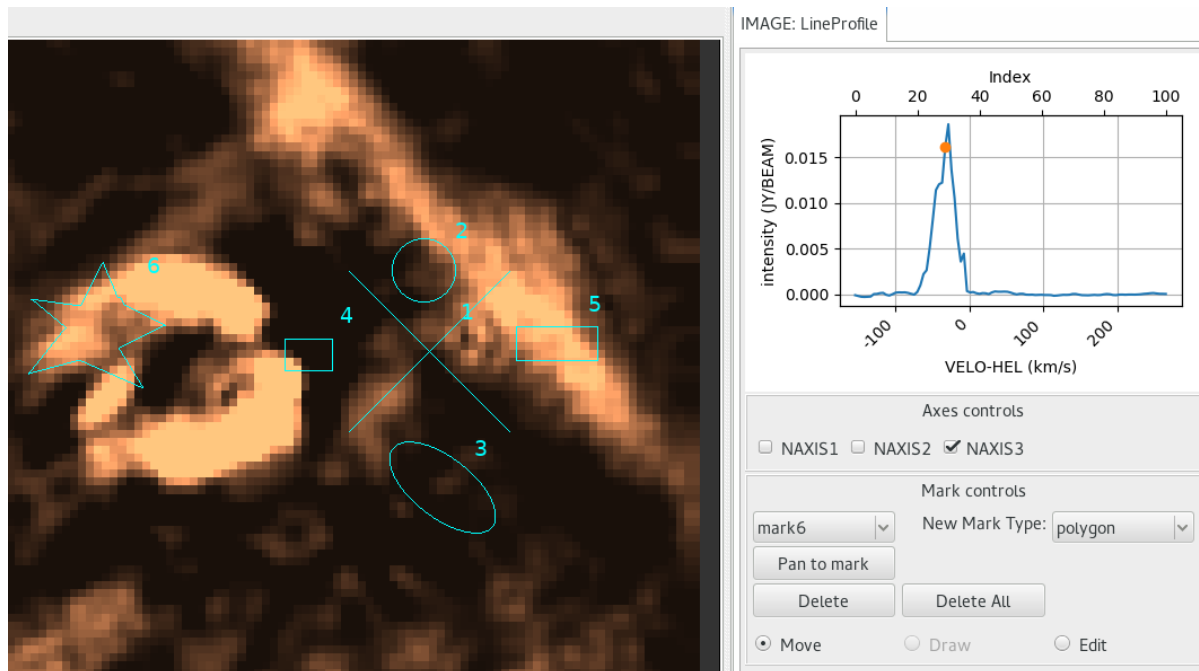 IMAGE: LineProfile
Index
0 20 40 60 80 100
0.015
0.010
0.005
0.000
intensity (JY/BEAM)
-100 0 100 200
VELO-HEL (km/s)
2
6
1
5
4
3
Axes controls
NAXIS1 NAXIS2 NAXIS3
Mark controls
mark6 New Mark Type: polygon
Pan to mark
Delete Delete All
Move Draw Edit